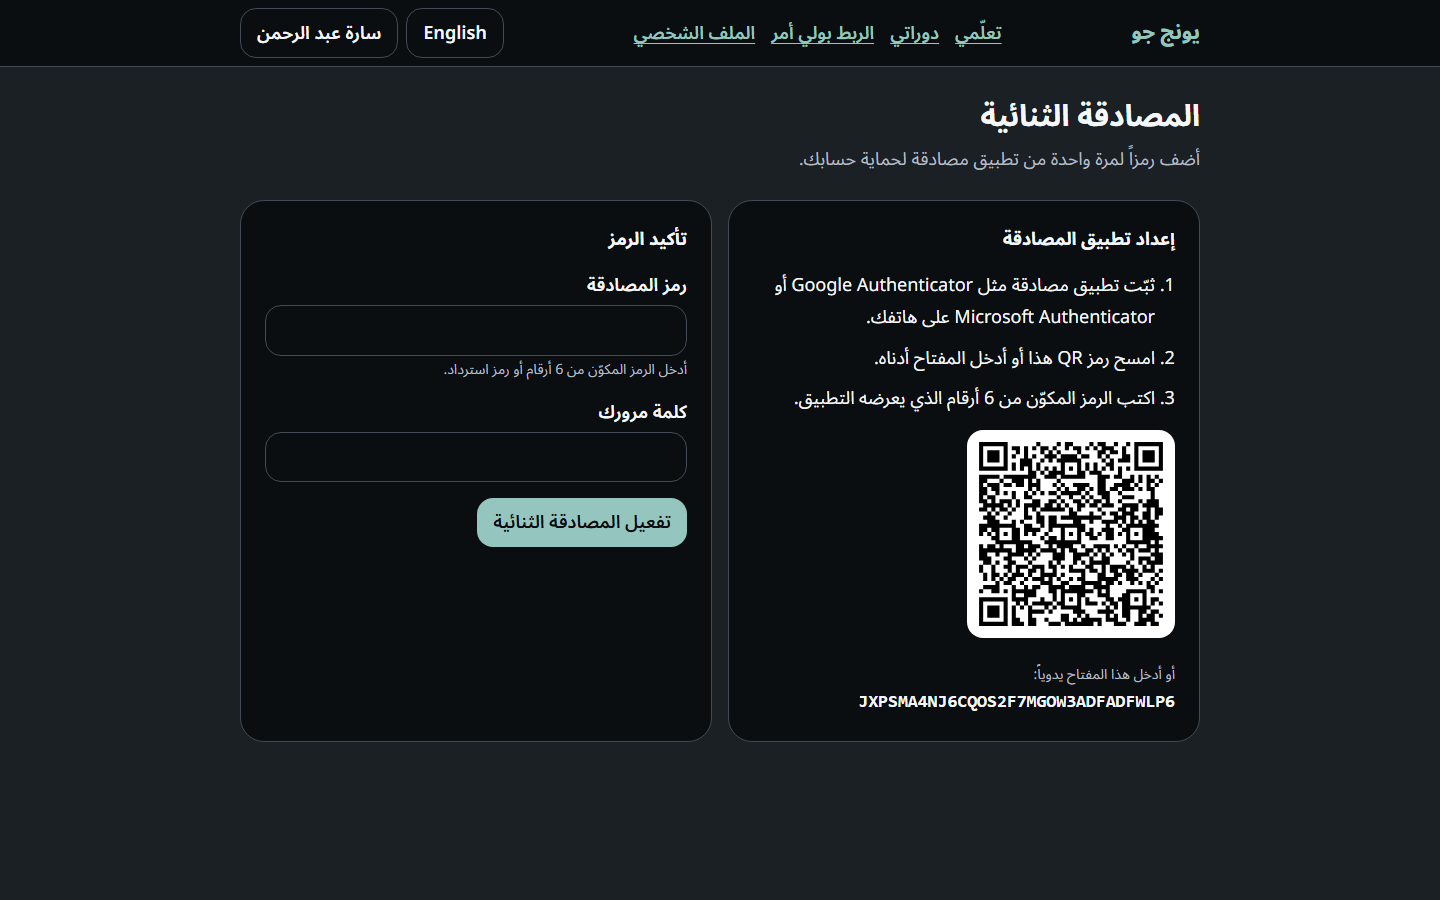 يونج جو
تعلّمي
دوراتي
الربط بولي أمر
الملف الشخصي
English
سارة عبد الرحمن
المصادقة الثنائية
أضف رمزاً لمرة واحدة من تطبيق مصادقة لحماية حسابك.
إعداد تطبيق المصادقة
1. ثبّت تطبيق مصادقة مثل Google Authenticator أو
Microsoft Authenticator على هاتفك.
2. امسح رمز QR هذا أو أدخل المفتاح أدناه.
3. اكتب الرمز المكوّن من 6 أرقام الذي يعرضه التطبيق.
أو أدخل هذا المفتاح يدوياً:
JXPSMA4NJ6CQOS2F7MGOW3ADFADFWLP6
تأكيد الرمز
رمز المصادقة
أدخل الرمز المكوّن من 6 أرقام أو رمز استرداد.
كلمة مرورك
تفعيل المصادقة الثنائية